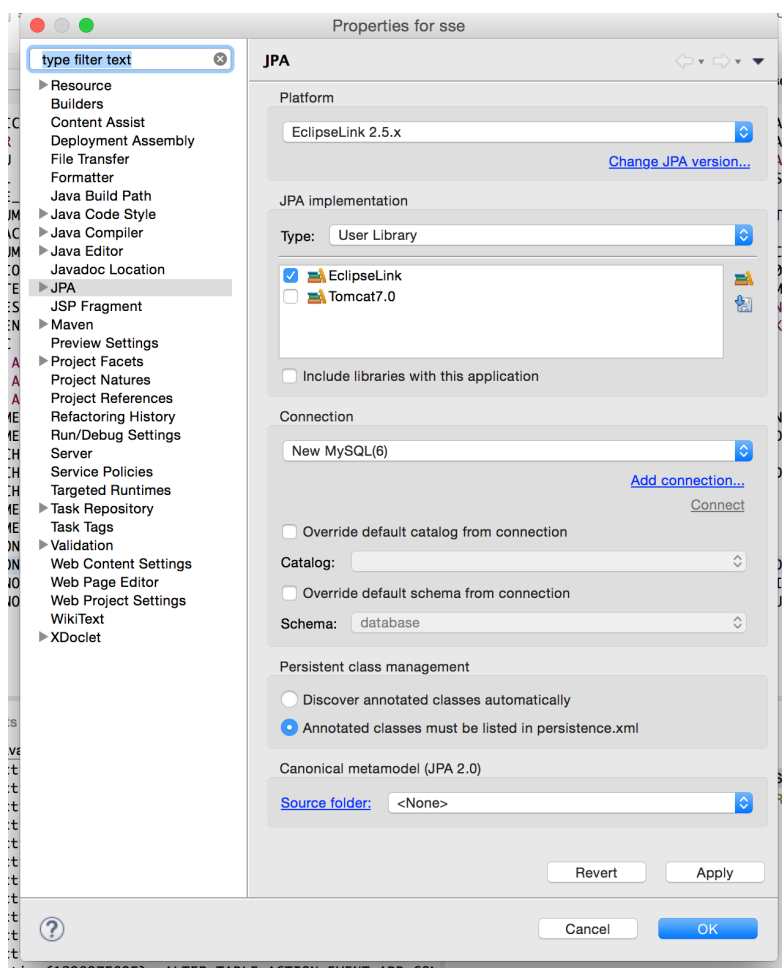 Properties for sse
type filter text
Resource
Builders
Content Assist
Deployment Assembly
File Transfer
Formatter
Java Build Path
Java Code Style
Java Compiler
Java Editor
Javadoc Location
JPA
JSP Fragment
Maven
Preview Settings
Project Facets
Project Natures
Project References
Refactoring History
Run/Debug Settings
Server
Service Policies
Targeted Runtimes
Task Repository
Task Tags
Validation
Web Content Settings
Web Page Editor
Web Project Settings
WikiText
XDoclet
JPA
Platform
EclipseLink 2.5.x
Change JPA version...
JPA implementation
Type: User Library
EclipseLink
Tomcat7.0
Include libraries with this application
Connection
New MySQL(6)
Add connection...
Connect
Override default catalog from connection
Catalog:
Override default schema from connection
Schema: database
Persistent class management
Discover annotated classes automatically
Annotated classes must be listed in persistence.xml
Canonical metamodel (JPA 2.0)
Source folder: <None>
Revert Apply
? Cancel OK